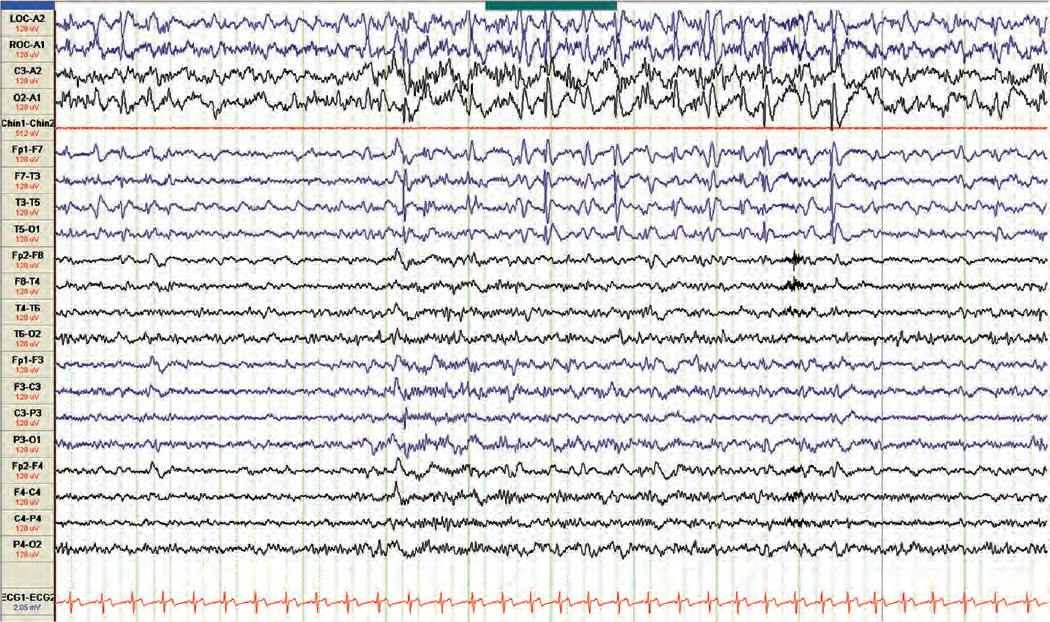 LOC-A2
128 uV
ROC-A1
128 uV
C3-A2
128 uV
O2-A1
128 uV
Chin1-Chin2
512 uV
Fp1-F7
128 uV
F7-T3
128 uV
T3-T5
128 uV
T5-O1
128 uV
Fp2-F8
128 uV
F8-T4
128 uV
T4-T6
128 uV
T6-O2
128 uV
Fp1-F3
128 uV
F3-C3
128 uV
C3-P3
128 uV
P3-O1
128 uV
Fp2-F4
128 uV
F4-C4
128 uV
C4-P4
128 uV
P4-O2
128 uV
ECG1-ECG2
2.05 mV